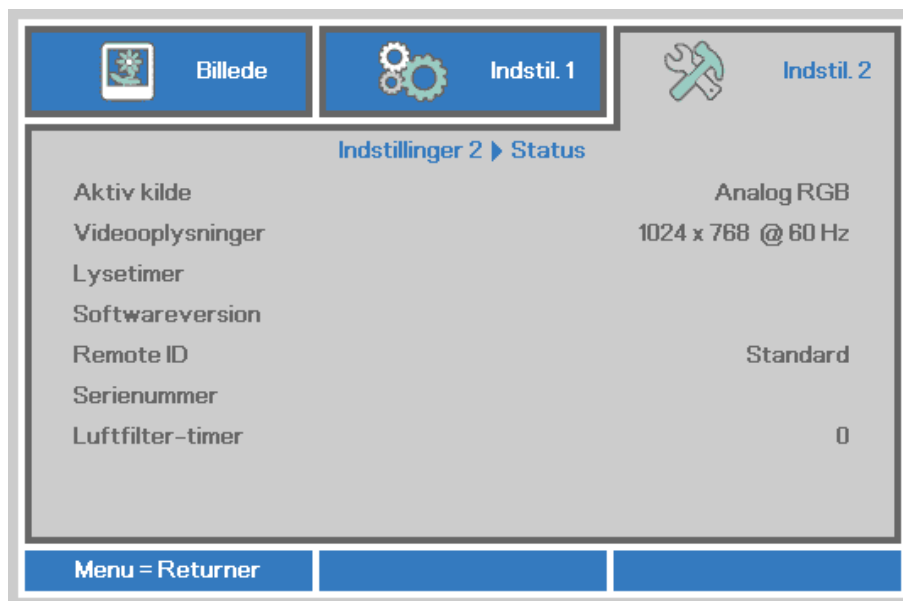 Billede
Indstil. 1
Indstil. 2
Indstillinger 2 Status
Aktiv kilde Analog RGB
Videooplysninger 1024 x 768 @ 60 Hz
Lysetimer
Softwareversion
Remote ID Standard
Serienummer
Luftfilter-timer 0
Menu = Returner